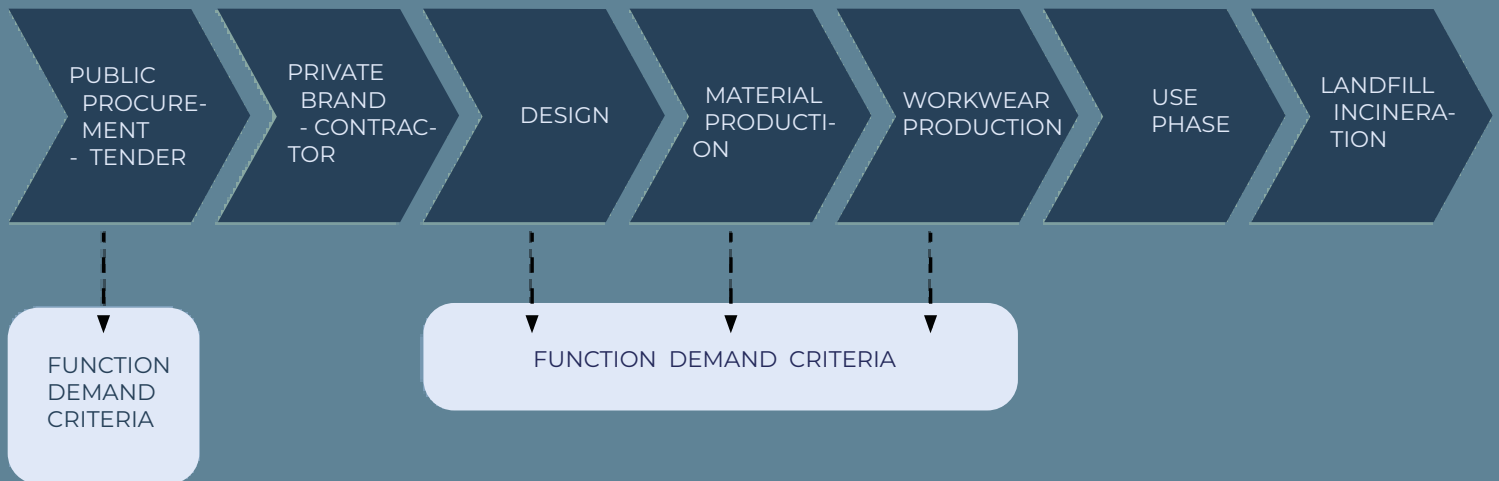 PUBLIC
PROCURE-
MENT
- TENDER
PRIVATE
BRAND
- CONTRAC-
TOR
DESIGN
MATERIAL
PRODUCTI-
ON
WORKWEAR
PRODUCTION
USE
PHASE
LANDFILL
INCINERA-
TION
FUNCTION
DEMAND
CRITERIA
FUNCTION DEMAND CRITERIA